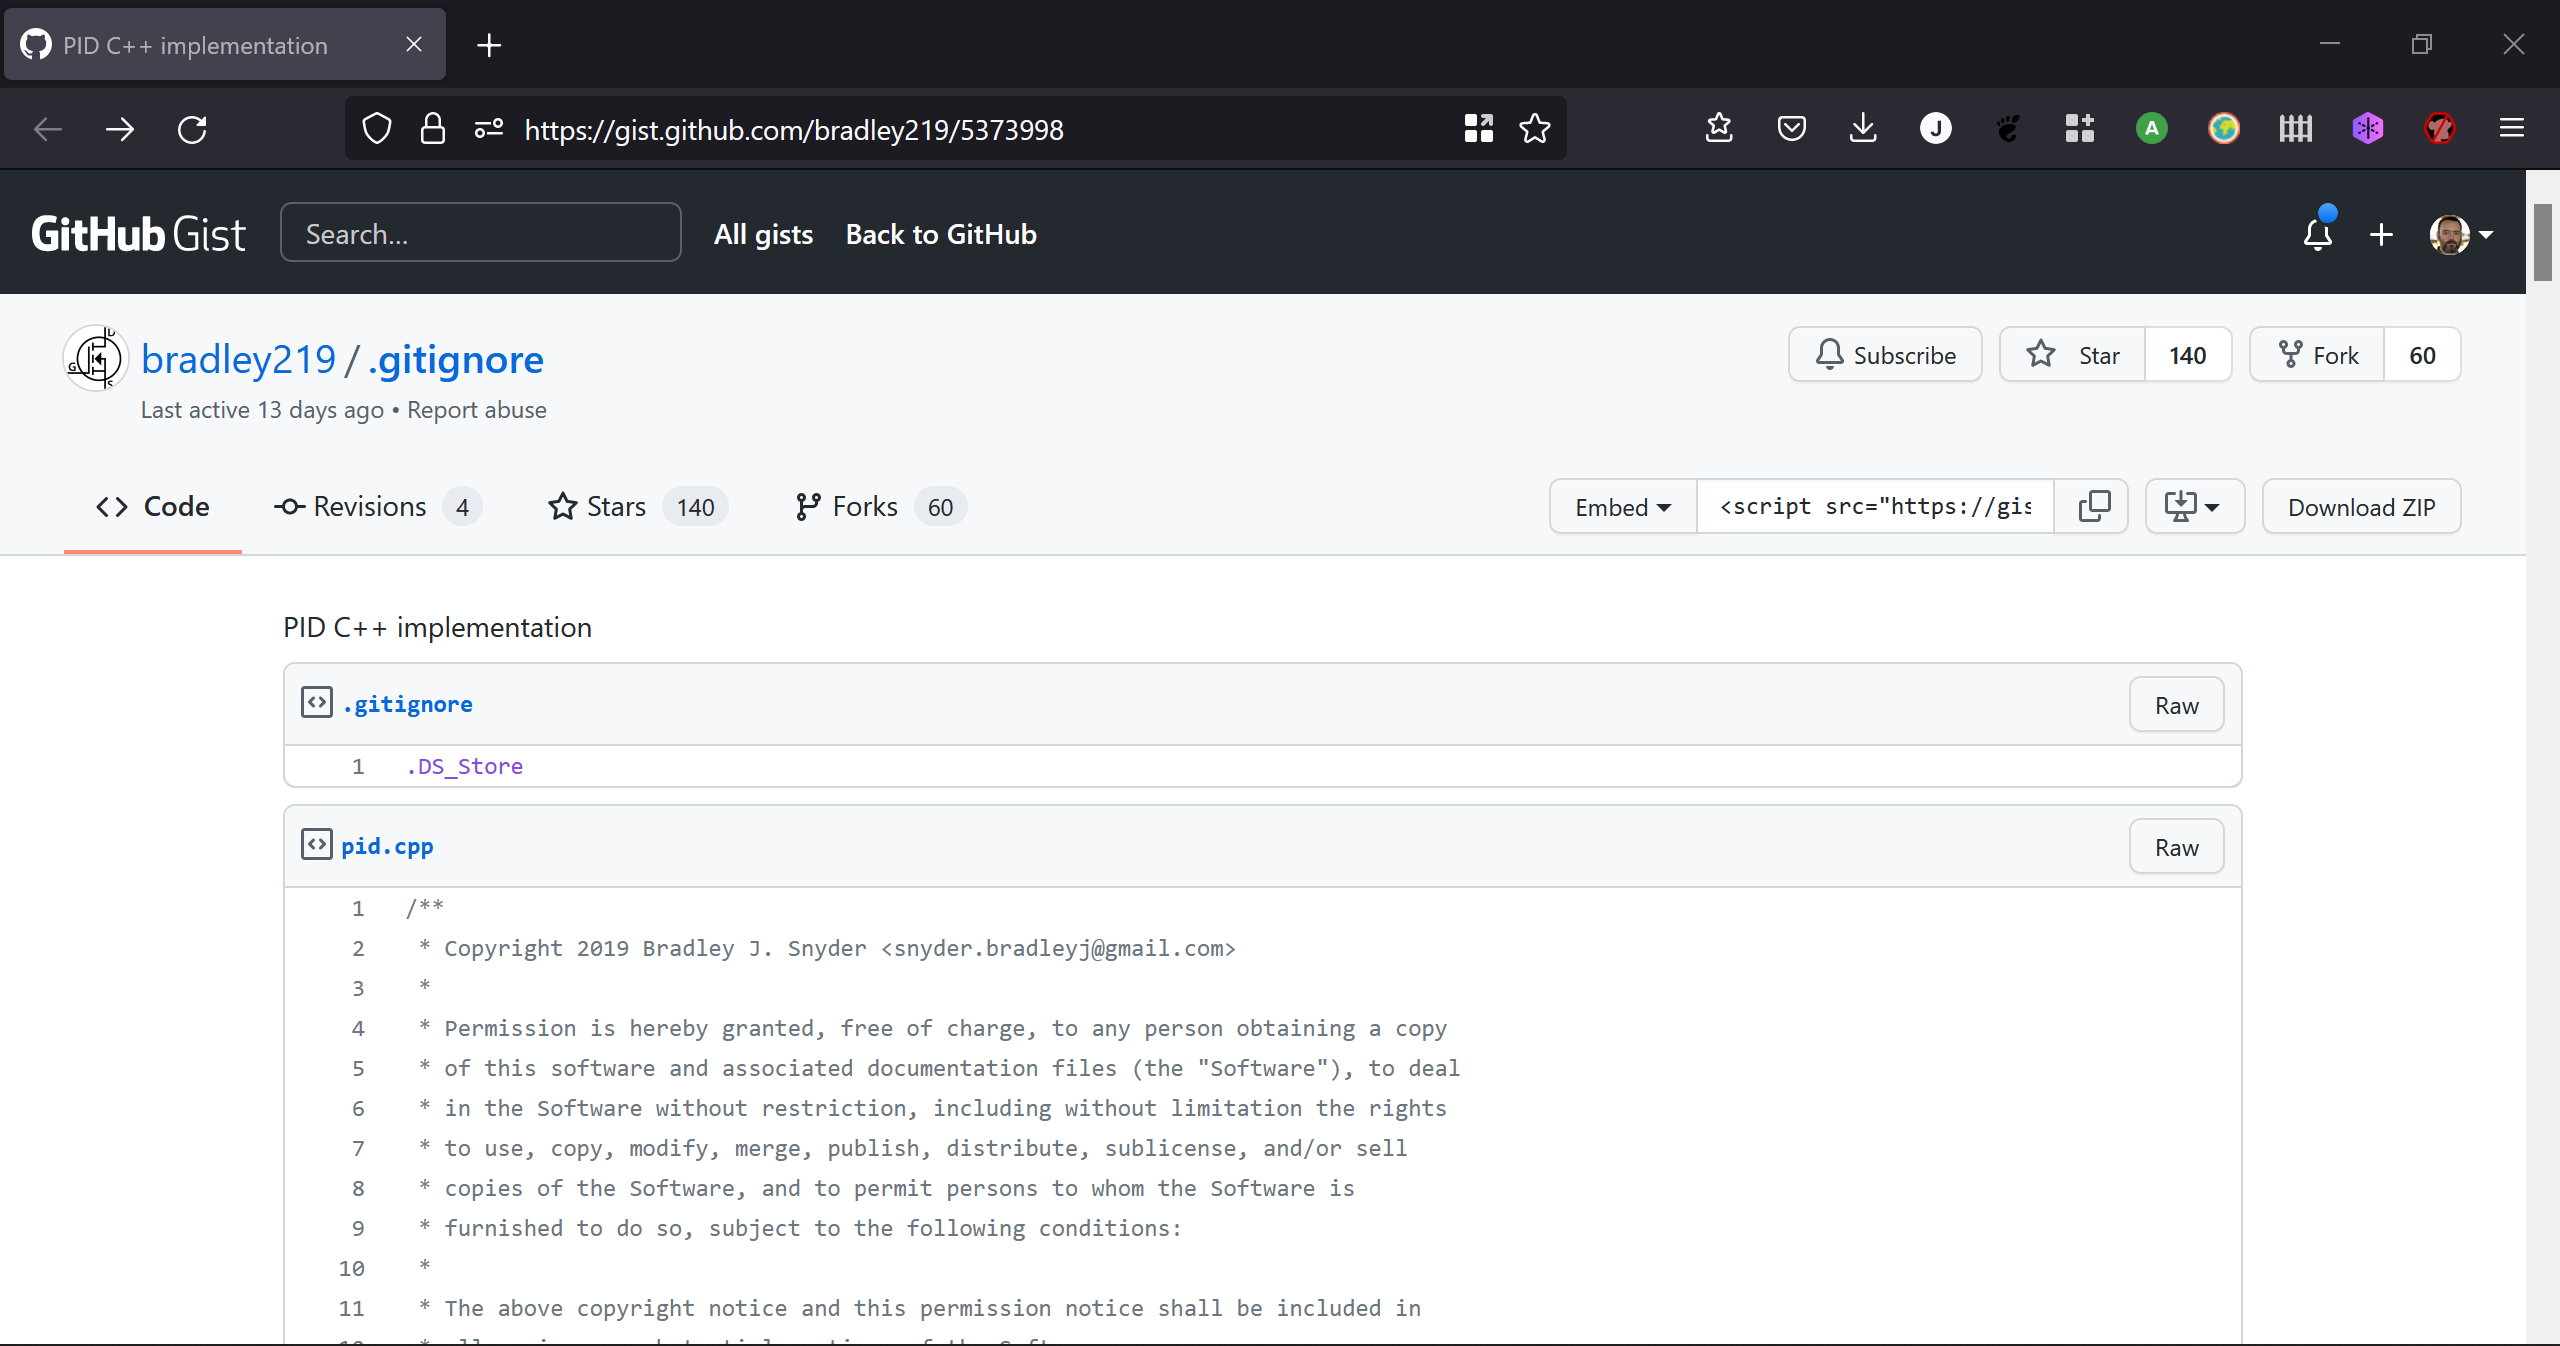 PID C++ implementation
https://gist.github.com/bradley219/5373998
J
A
GitHub Gist
Search...
All gists
Back to GitHub
D
G
S
bradley219 / .gitignore
Last active 13 days ago • Report abuse
Subscribe
Star 140
Fork 60
Code
Revisions 4
Stars 140
Forks 60
Embed
<script src="https://gis
Download ZIP
PID C++ implementation
.gitignore
Raw
1 .DS_Store
pid.cpp
Raw
1 /**
2 * Copyright 2019 Bradley J. Snyder <snyder.bradleyj@gmail.com>
3 *
4 * Permission is hereby granted, free of charge, to any person obtaining a copy
5 * of this software and associated documentation files (the "Software"), to deal
6 * in the Software without restriction, including without limitation the rights
7 * to use, copy, modify, merge, publish, distribute, sublicense, and/or sell
8 * copies of the Software, and to permit persons to whom the Software is
9 * furnished to do so, subject to the following conditions:
10 *
11 * The above copyright notice and this permission notice shall be included in